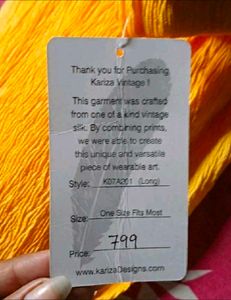 Thank you for Purchasing
Kariza Vintage !
This garment was crafted
from one of a kind vintage
silk. By combining prints,
we were able to create
this unique and versatile
piece of wearable art.
Style: K07A201 (Long)
Size: One Size Fits Most
Price: 799
www.karizaDesigns.com